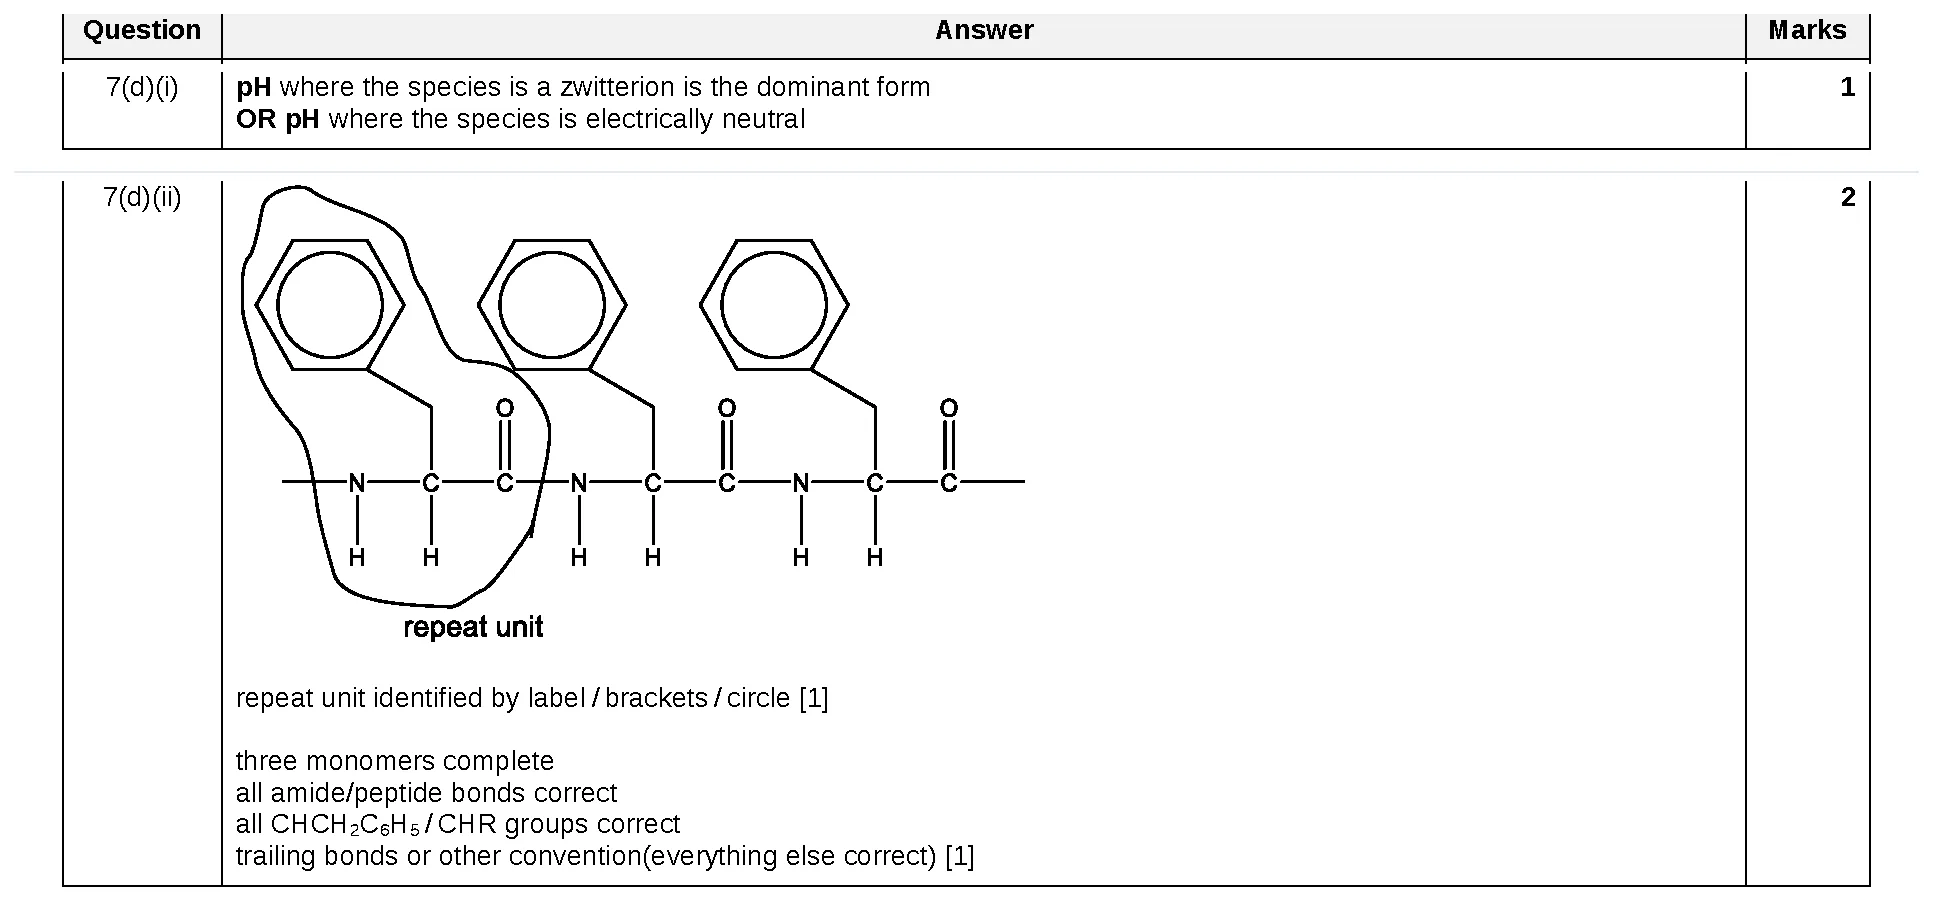 Question Answer Marks
7(d)(i) pH where the species is a zwitterion is the dominant form 1
OR pH where the species is electrically neutral
7(d)(ii) 2
O O O
N C C N C C N C C
H H H H H H
repeat unit
repeat unit identified by label / brackets / circle [1]
three monomers complete
all amide/peptide bonds correct
all CHCH₂C₆H₅ / CHR groups correct
trailing bonds or other convention(everything else correct) [1]